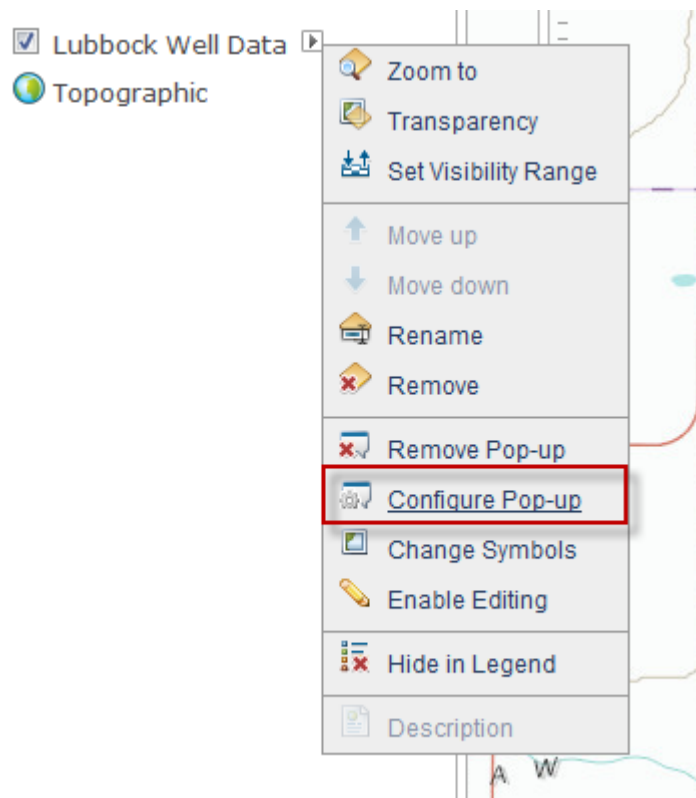 Lubbock Well Data
Topographic
Zoom to
Transparency
Set Visibility Range
Move up
Move down
Rename
Remove
Remove Pop-up
Configure Pop-up
Change Symbols
Enable Editing
Hide in Legend
Description
A W